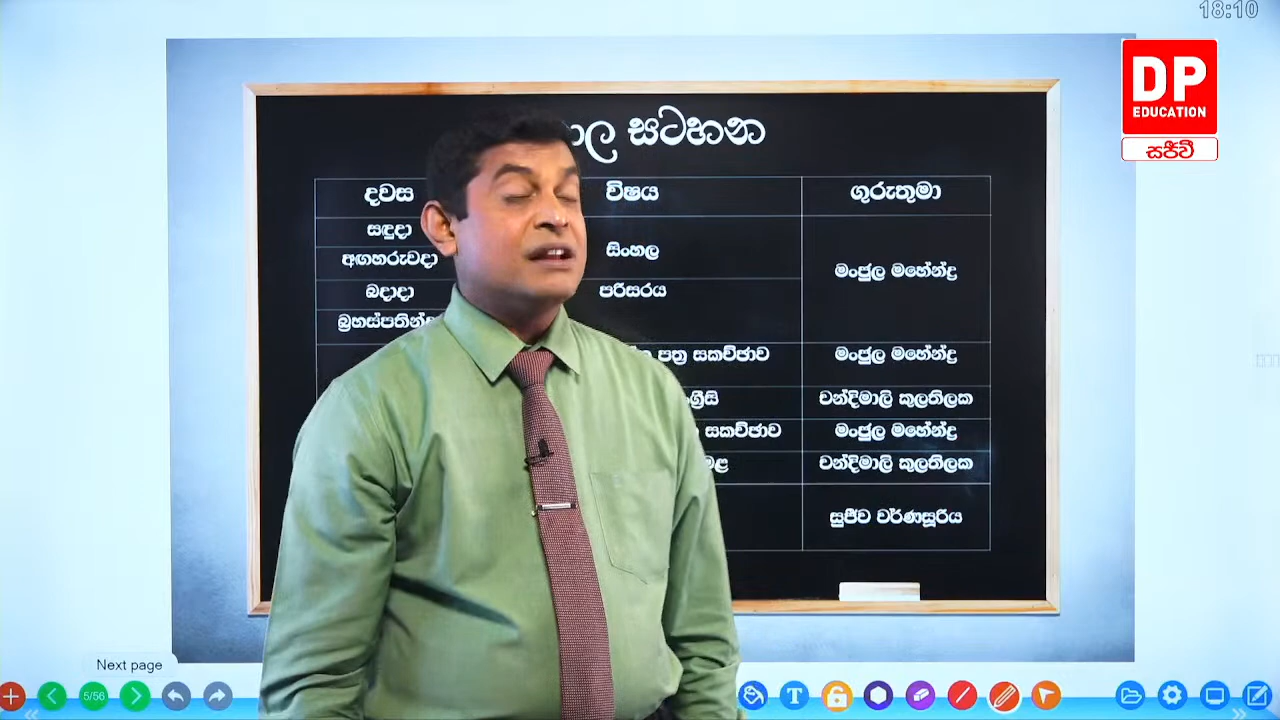 18:10
DP
EDUCATION
සජීවී
සටහන
දවස විෂය ගුරුතුමා
සඳුදා
සිංහල
අඟහරුවදා
මංජුල මහේන්ද්‍ර
බදාදා පරිසරය
පත්‍ර සකච්ඡාව මංජුල මහේන්ද්‍ර
චන්දිමාලි කුලතිලක
සකච්ඡාව මංජුල මහේන්ද්‍ර
චන්දිමාලි කුලතිලක
සුජීව වර්ණසූරිය
Next page
5/56
T